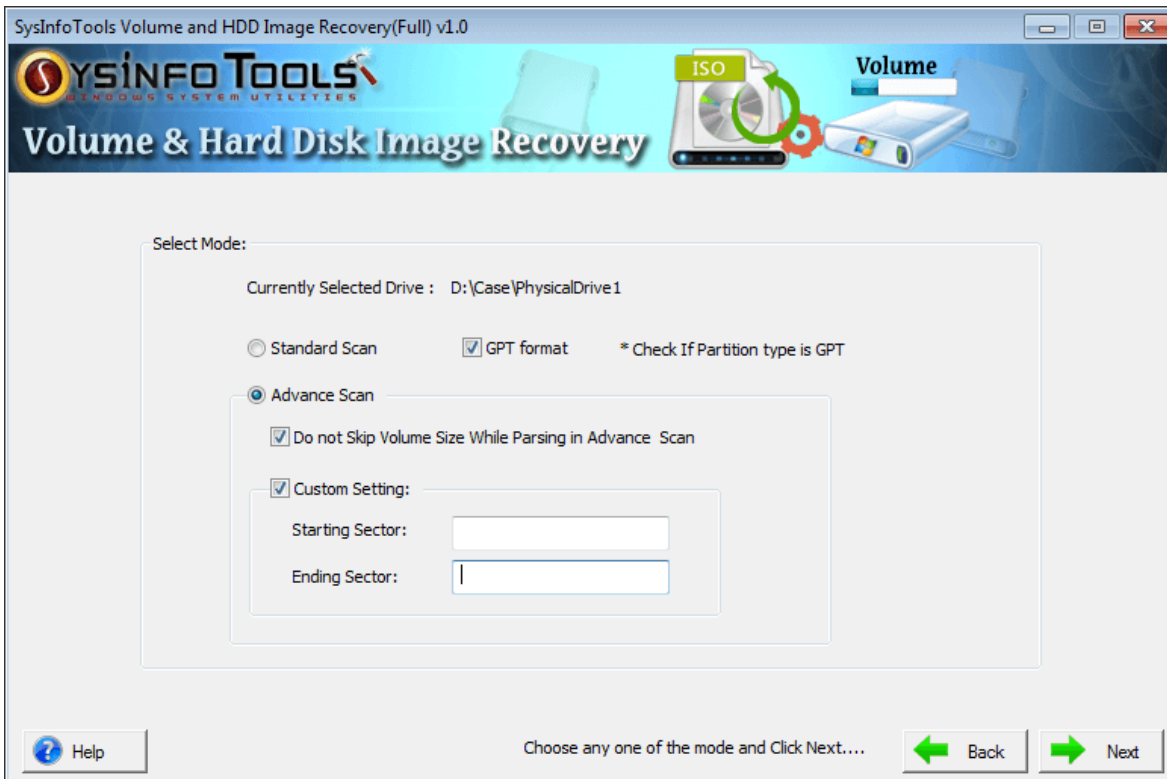 SysInfoTools Volume and HDD Image Recovery(Full) v1.0
SYSINFO TOOLS
WINDOWS SYSTEM UTILITIES
ISO
Volume
Volume & Hard Disk Image Recovery
Select Mode:
Currently Selected Drive : D:\Case\PhysicalDrive1
Standard Scan GPT format * Check If Partition type is GPT
Advance Scan
Do not Skip Volume Size While Parsing in Advance Scan
Custom Setting:
Starting Sector:
Ending Sector:
Help Choose any one of the mode and Click Next.... Back Next